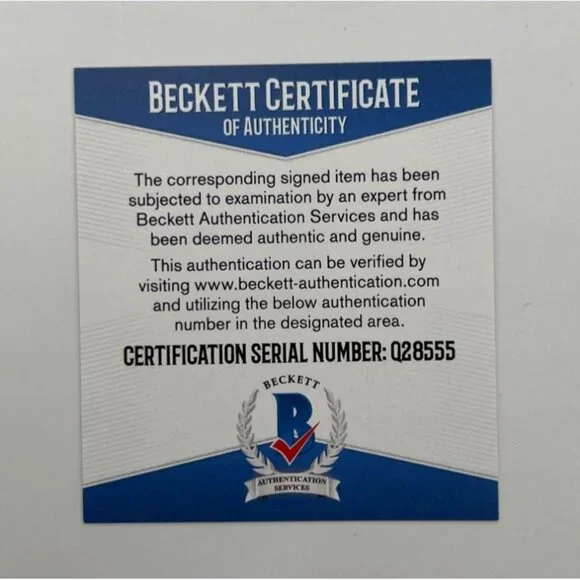 BECKETT CERTIFICATE
OF AUTHENTICITY
The corresponding signed item has been
subjected to examination by an expert from
Beckett Authentication Services and has
been deemed authentic and genuine.
This authentication can be verified by
visiting www.beckett-authentication.com
and utilizing the below authentication
number in the designated area.
CERTIFICATION SERIAL NUMBER: Q28555
BECKETT
B
AUTHENTICATION
SERVICES